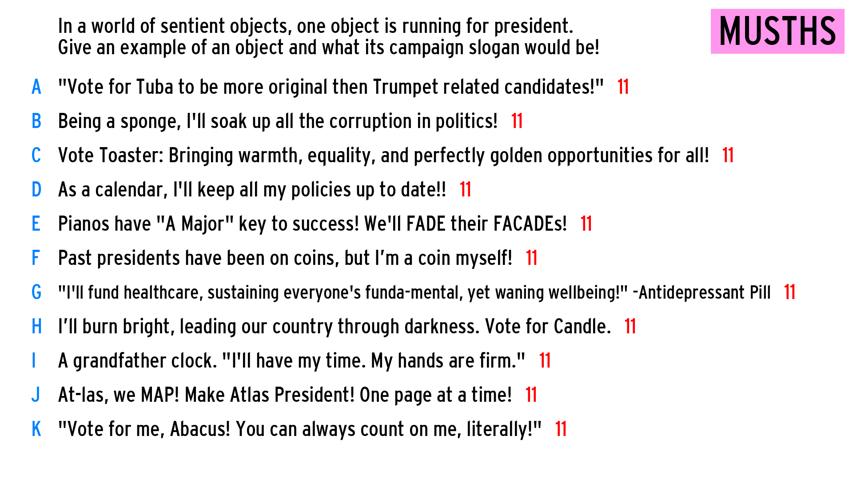 In a world of sentient objects, one object is running for president.
Give an example of an object and what its campaign slogan would be!
MUSTHS
A "Vote for Tuba to be more original then Trumpet related candidates!" 11
B Being a sponge, I'll soak up all the corruption in politics! 11
C Vote Toaster: Bringing warmth, equality, and perfectly golden opportunities for all! 11
D As a calendar, I'll keep all my policies up to date!! 11
E Pianos have "A Major" key to success! We'll FADE their FACADEs! 11
F Past presidents have been on coins, but I'm a coin myself! 11
G "I'll fund healthcare, sustaining everyone's funda-mental, yet waning wellbeing!" -Antidepressant Pill 11
H I'll burn bright, leading our country through darkness. Vote for Candle. 11
I A grandfather clock. "I'll have my time. My hands are firm." 11
J At-las, we MAP! Make Atlas President! One page at a time! 11
K "Vote for me, Abacus! You can always count on me, literally!" 11